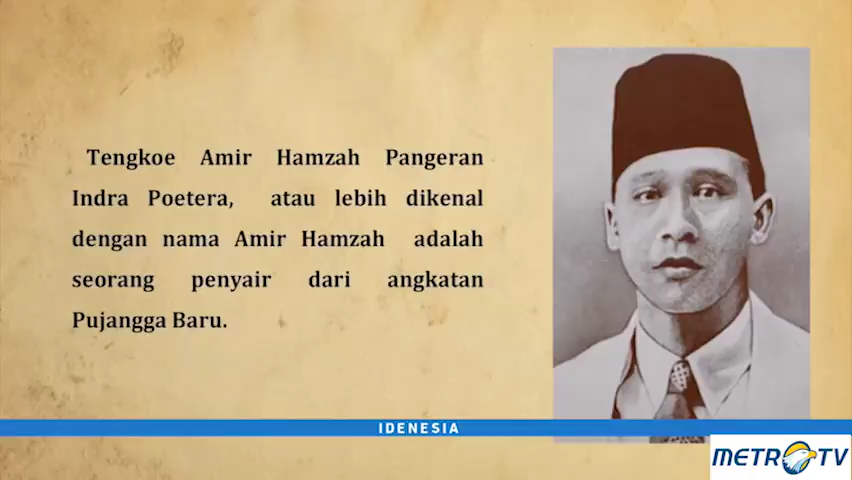 Tengkoe Amir Hamzah Pangeran
Indra Poetera, atau lebih dikenal
dengan nama Amir Hamzah adalah
seorang penyair dari angkatan
Pujangga Baru.
IDENESIA
METRO TV